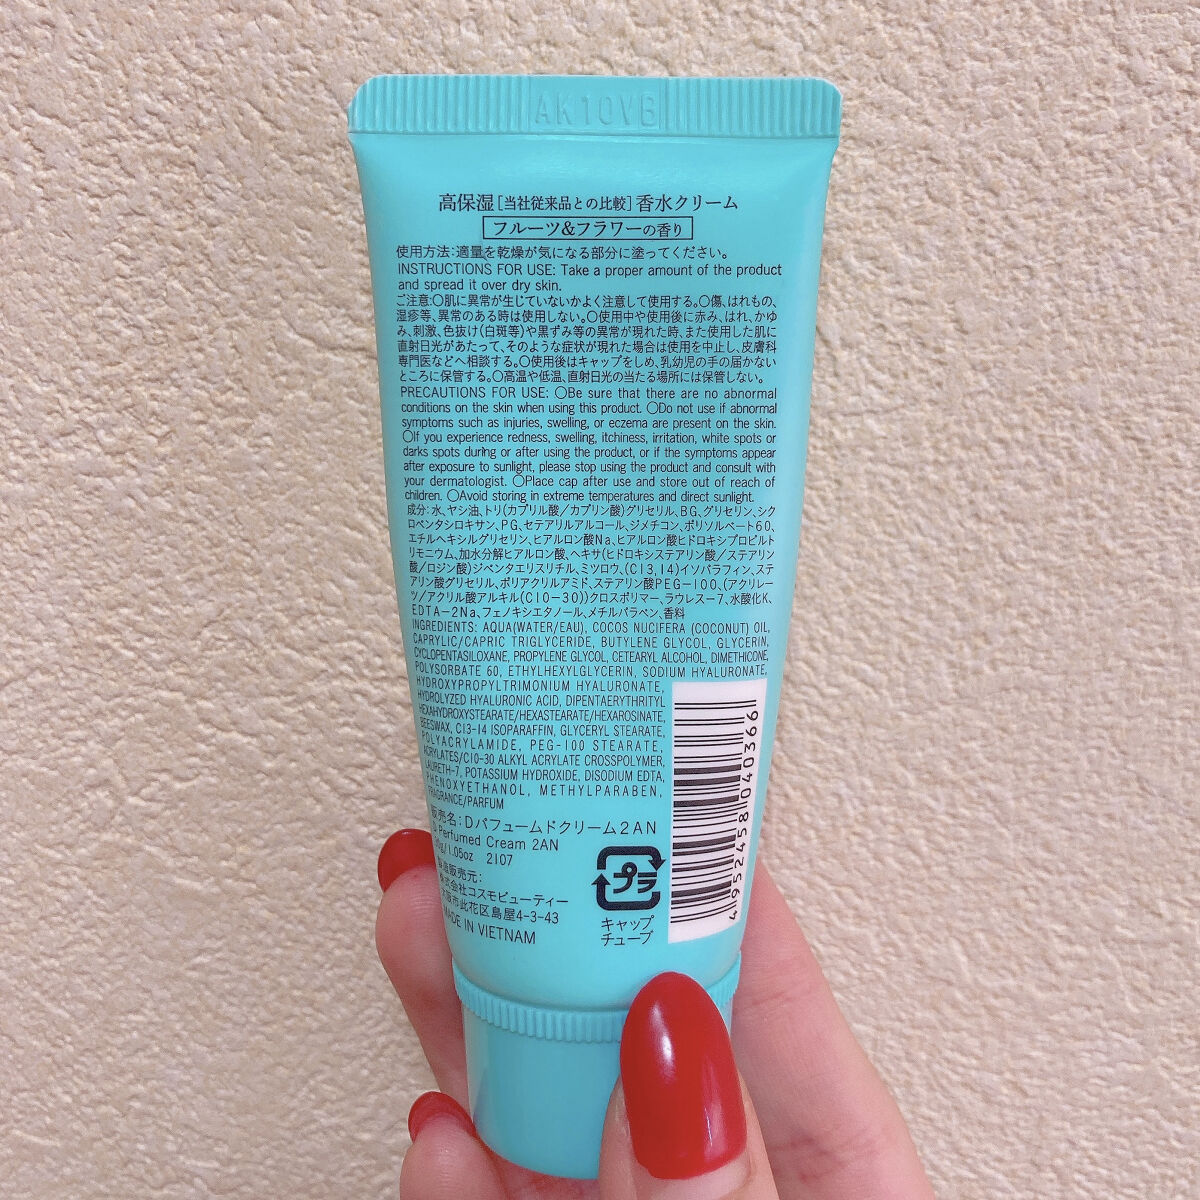 AK10VB
高保湿[当社従来品との比較]香水クリーム
フルーツ&フラワーの香り
使用方法:適量を乾燥が気になる部分に塗ってください。
INSTRUCTIONS FOR USE: Take a proper amount of the product
and spread it over dry skin.
ご注意:○肌に異常が生じていないかよく注意して使用する。○傷、はれもの、
湿疹等、異常のある時は使用しない。○使用中や使用後に赤み、はれ、かゆ
み、刺激、色抜け(白斑等)や黒ずみ等の異常が現れた時、また使用した肌に
直射日光があたって、そのような症状が現れた場合は使用を中止し、皮膚科
専門医などへ相談する。○使用後はキャップをしめ、乳幼児の手の届かない
ところに保管する。○高温や低温、直射日光の当たる場所には保管しない。
PRECAUTIONS FOR USE: ○Be sure that there are no abnormal
conditions on the skin when using this product. ○Do not use if abnormal
symptoms such as injuries, swelling, or eczema are present on the skin.
○If you experience redness, swelling, itchiness, irritation, white spots or
darks spots during or after using the product, or if the symptoms appear
after exposure to sunlight, please stop using the product and consult with
your dermatologist. ○Place cap after use and store out of reach of
children. ○Avoid storing in extreme temperatures and direct sunlight.
成分:水、ヤシ油、トリ(カプリル酸/カプリン酸)グリセリル、BG、グリセリン、シク
ロペンタシロキサン、PG、セテアリルアルコール、ジメチコン、ポリソルベート60、
エチルヘキシルグリセリン、ヒアルロン酸Na、ヒアルロン酸ヒドロキシプロピルト
リモニウム、加水分解ヒアルロン酸、ヘキサ(ヒドロキシステアリン酸/ステアリン
酸/ロジン酸)ジペンタエリスリチル、ミツロウ、(C13,14)イソパラフィン、ステ
アリン酸グリセリル、ポリアクリルアミド、ステアリン酸PEG-100、(アクリレー
ツ/アクリル酸アルキル(C10-30))クロスポリマー、ラウレス-7、水酸化K、
EDTA-2Na、フェノキシエタノール、メチルパラベン、香料
INGREDIENTS: AQUA(WATER/EAU), COCOS NUCIFERA (COCONUT) OIL,
CAPRYLIC/CAPRIC TRIGLYCERIDE, BUTYLENE GLYCOL, GLYCERIN,
CYCLOPENTASILOXANE, PROPYLENE GLYCOL, CETEARYL ALCOHOL, DIMETHICONE,
POLYSORBATE 60, ETHYLHEXYLGLYCERIN, SODIUM HYALURONATE,
HYDROXYPROPYLTRIMONIUM HYALURONATE,
HYDROLYZED HYALURONIC ACID, DIPENTAERYTHRITYL
HEXAHYDROXYSTEARATE/HEXASTEARATE/HEXAROSINATE,
BEESWAX, C13-14 ISOPARAFFIN, GLYCERYL STEARATE,
POLYACRYLAMIDE, PEG-100 STEARATE,
ACRYLATES/C10-30 ALKYL ACRYLATE CROSSPOLYMER,
LAURETH-7, POTASSIUM HYDROXIDE, DISODIUM EDTA,
PHENOXYETHANOL, METHYLPARABEN,
FRAGRANCE/PARFUM
販売名:Dパフュームドクリーム2AN
Perfumed Cream 2AN
/1.05oz 2107
製造販売元:
株式会社コスモビューティー
大阪市此花区島屋4-3-43
MADE IN VIETNAM
プラ
キャップ
チューブ
4952458040366